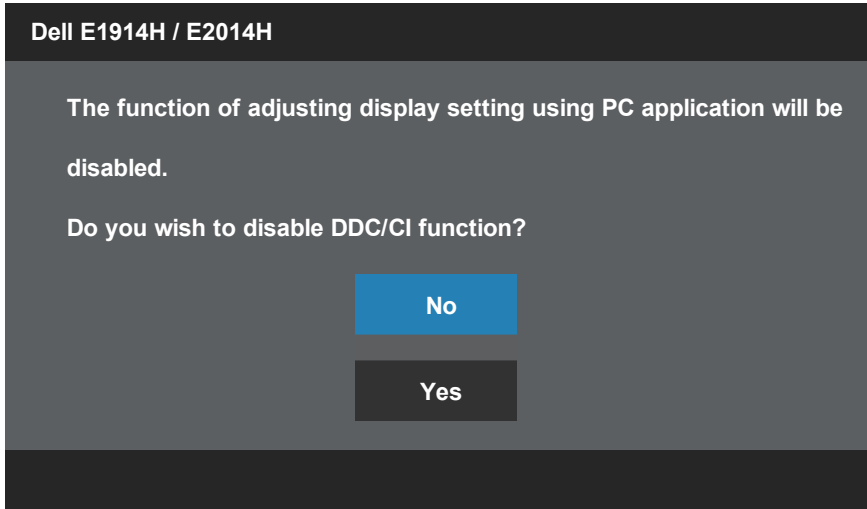 Dell E1914H / E2014H
The function of adjusting display setting using PC application will be
disabled.
Do you wish to disable DDC/CI function?
No
Yes